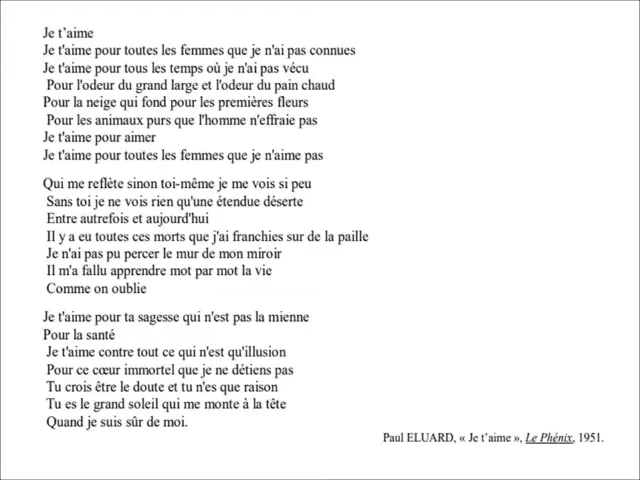 Je t’aime
Je t'aime pour toutes les femmes que je n'ai pas connues
Je t'aime pour tous les temps où je n'ai pas vécu
Pour l'odeur du grand large et l'odeur du pain chaud
Pour la neige qui fond pour les premières fleurs
Pour les animaux purs que l'homme n'effraie pas
Je t'aime pour aimer
Je t'aime pour toutes les femmes que je n'aime pas
Qui me reflète sinon toi-même je me vois si peu
Sans toi je ne vois rien qu'une étendue déserte
Entre autrefois et aujourd'hui
Il y a eu toutes ces morts que j'ai franchies sur de la paille
Je n'ai pas pu percer le mur de mon miroir
Il m'a fallu apprendre mot par mot la vie
Comme on oublie
Je t'aime pour ta sagesse qui n'est pas la mienne
Pour la santé
Je t'aime contre tout ce qui n'est qu'illusion
Pour ce cœur immortel que je ne détiens pas
Tu crois être le doute et tu n'es que raison
Tu es le grand soleil qui me monte à la tête
Quand je suis sûr de moi.
Paul ELUARD, « Je t’aime », Le Phénix, 1951.